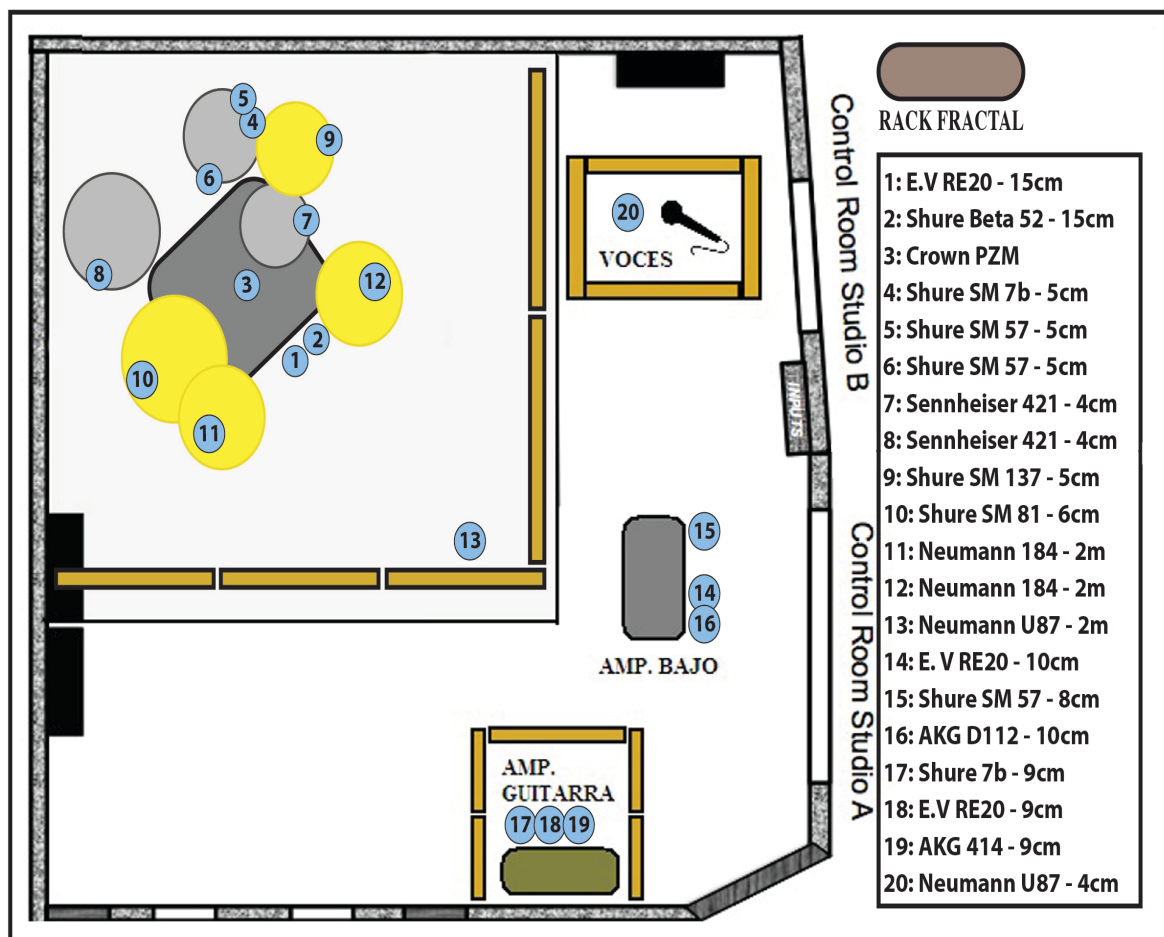 5
4
9
6
7
8
3
12
2
1
10
11
13
20
VOCES
15
14
16
AMP. BAJO
AMP.
GUITARRA
17 18 19
INPUTS
Control Room Studio B
Control Room Studio A
RACK FRACTAL
1: E.V RE20 - 15cm
2: Shure Beta 52 - 15cm
3: Crown PZM
4: Shure SM 7b - 5cm
5: Shure SM 57 - 5cm
6: Shure SM 57 - 5cm
7: Sennheiser 421 - 4cm
8: Sennheiser 421 - 4cm
9: Shure SM 137 - 5cm
10: Shure SM 81 - 6cm
11: Neumann 184 - 2m
12: Neumann 184 - 2m
13: Neumann U87 - 2m
14: E. V RE20 - 10cm
15: Shure SM 57 - 8cm
16: AKG D112 - 10cm
17: Shure 7b - 9cm
18: E.V RE20 - 9cm
19: AKG 414 - 9cm
20: Neumann U87 - 4cm